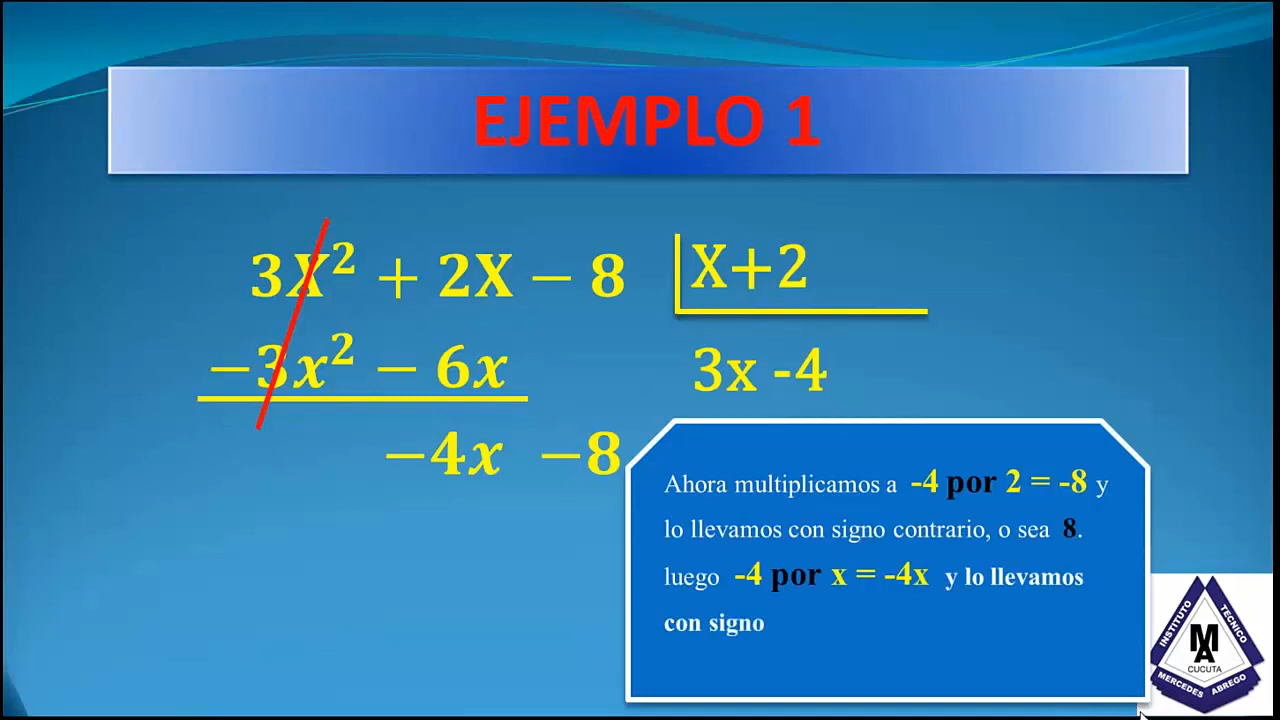 EJEMPLO 1
3X² + 2X − 8 X+2
−3x² − 6x 3x -4
−4x −8
Ahora multiplicamos a -4 por 2 = -8 y
lo llevamos con signo contrario, o sea 8.
luego -4 por x = -4x y lo llevamos
con signo
INSTITUTO
TECNICO
MA
CUCUTA
MERCEDES
ABREGO